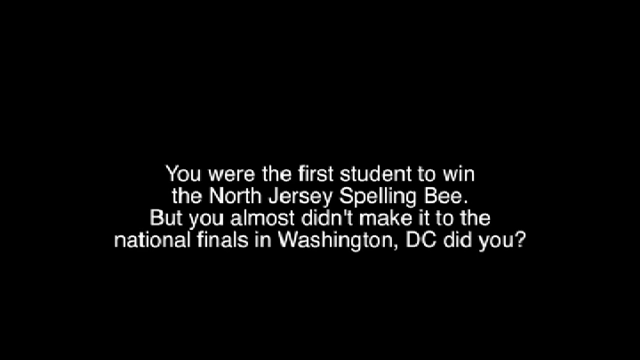 You were the first student to win
the North Jersey Spelling Bee.
But you almost didn't make it to the
national finals in Washington, DC did you?